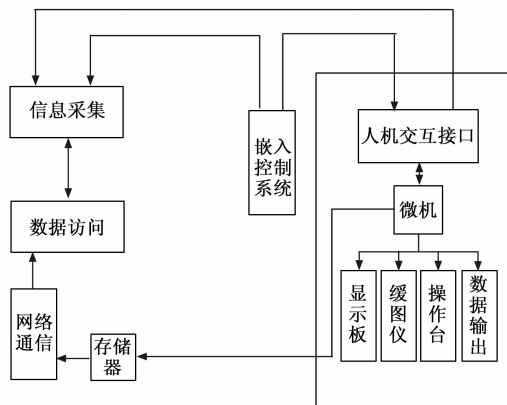 信息采集
嵌入
控制
系统
人机交互接口
数据访问
微机
网络
通信
存储
器
显
示
板
缓
图
仪
操
作
台
数
据
输
出